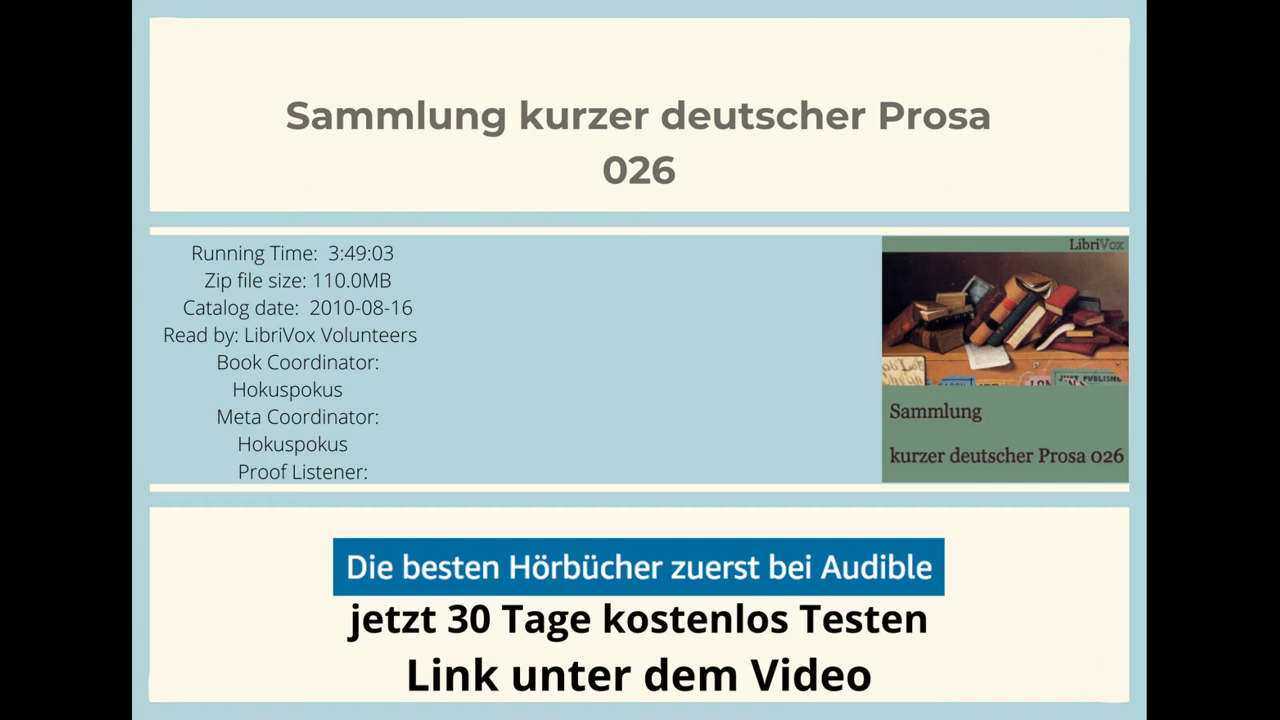 Sammlung kurzer deutscher Prosa
026
Running Time: 3:49:03
Zip file size: 110.0MB
Catalog date: 2010-08-16
Read by: LibriVox Volunteers
Book Coordinator:
Hokuspokus
Meta Coordinator:
Hokuspokus
Proof Listener:
LibriVox
JUST PUBLISHE
Sammlung
kurzer deutscher Prosa 026
Die besten Hörbücher zuerst bei Audible
jetzt 30 Tage kostenlos Testen
Link unter dem Video